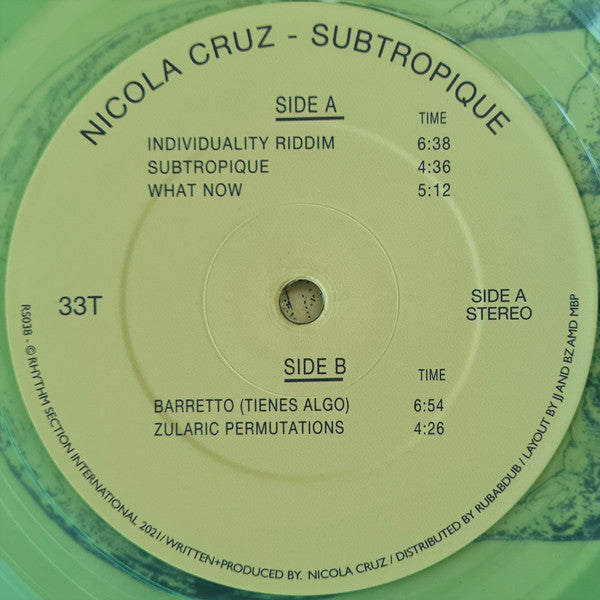 NICOLA CRUZ - SUBTROPIQUE
SIDE A TIME
INDIVIDUALITY RIDDIM 6:38
SUBTROPIQUE 4:36
WHAT NOW 5:12
33T
SIDE A
STEREO
SIDE B TIME
BARRETTO (TIENES ALGO) 6:54
ZULARIC PERMUTATIONS 4:26
RS038 - © RHYTHM SECTION INTERNATIONAL 2021/ WRITTEN+PRODUCED BY. NICOLA CRUZ / DISTRIBUTED BY RUBABDUB / LAYOUT BY JJ AND BZ AMD MBP